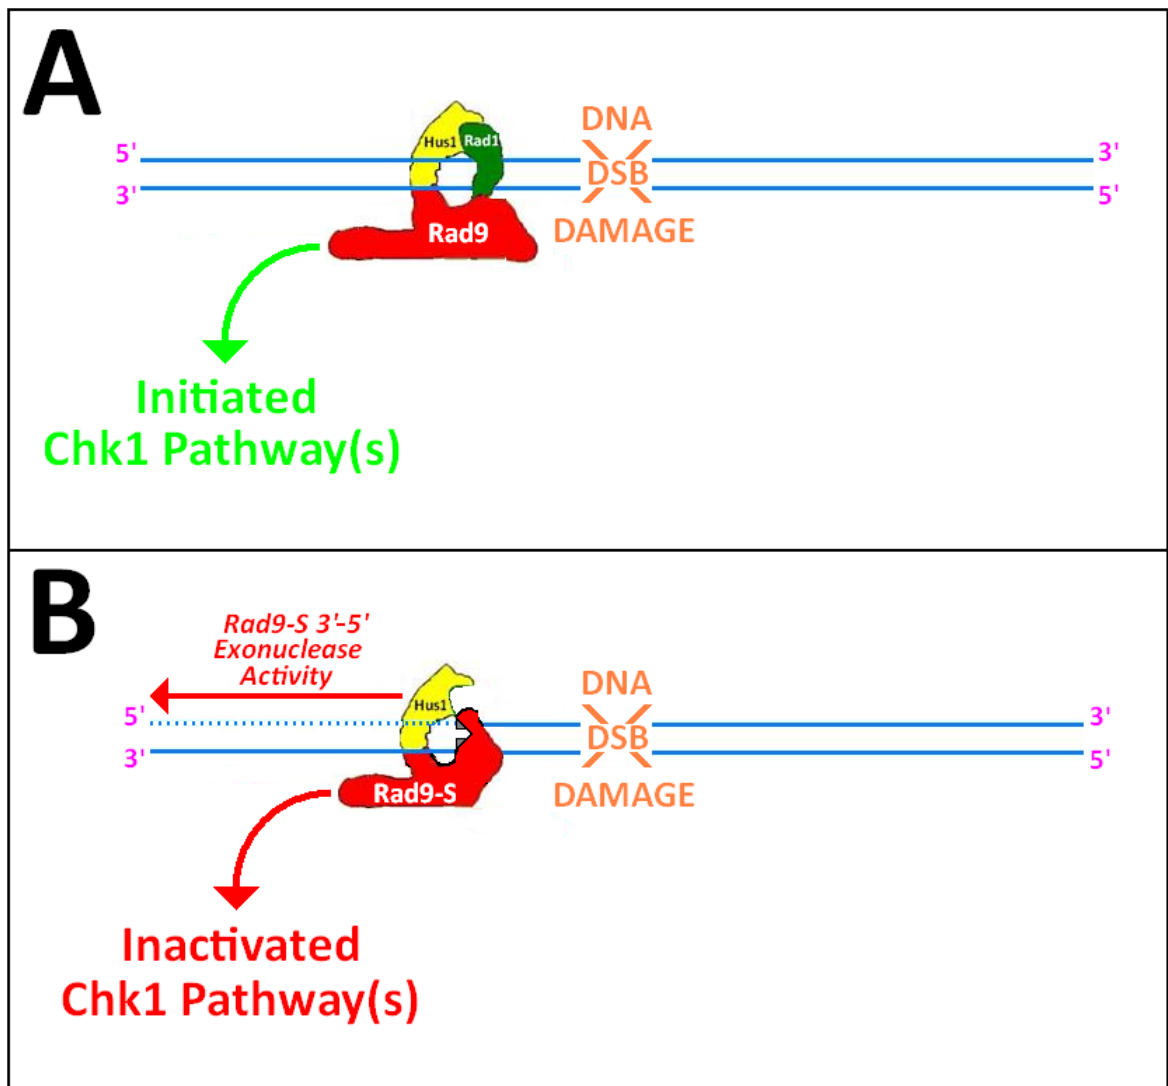 A
DNA
Hus1 Rad1
5' 3'
DSB
3' 5'
Rad9 DAMAGE
Initiated
Chk1 Pathway(s)
B
Rad9-S 3'-5'
Exonuclease
Activity
DNA
Hus1
5' 3'
DSB
3' 5'
Rad9-S DAMAGE
Inactivated
Chk1 Pathway(s)